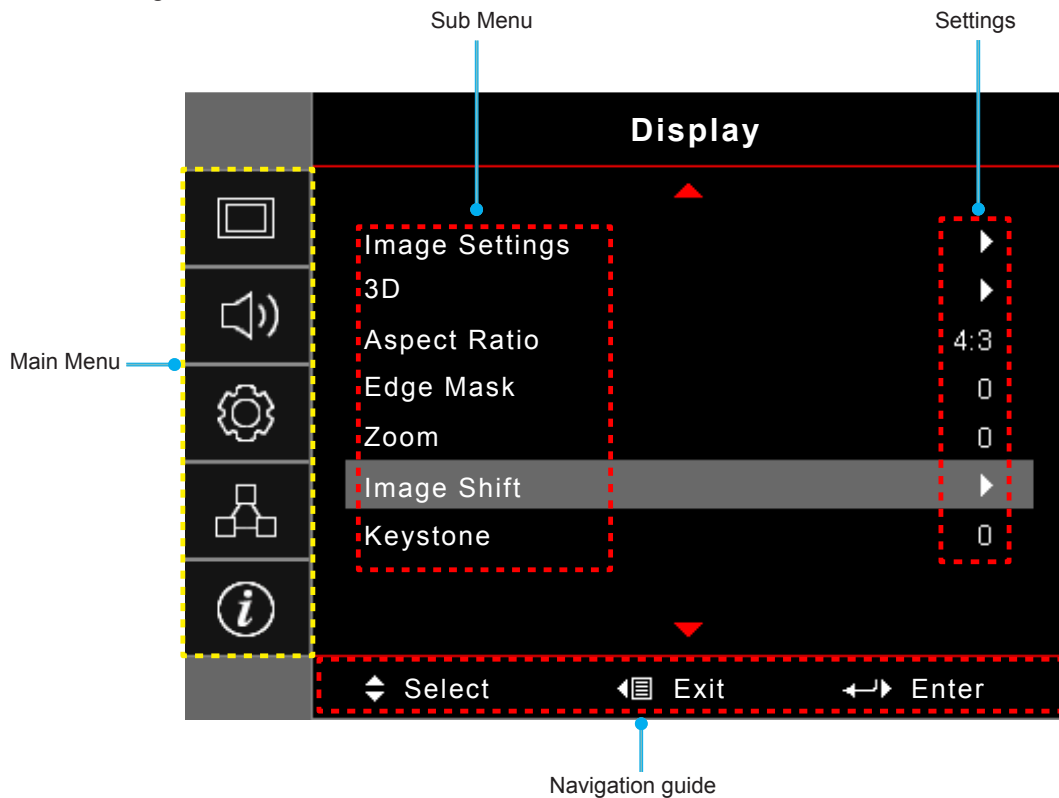 Sub Menu Settings
Display
Image Settings
3D
Aspect Ratio 4:3
Main Menu
Edge Mask 0
Zoom 0
Image Shift
Keystone 0
i
Select Exit Enter
Navigation guide